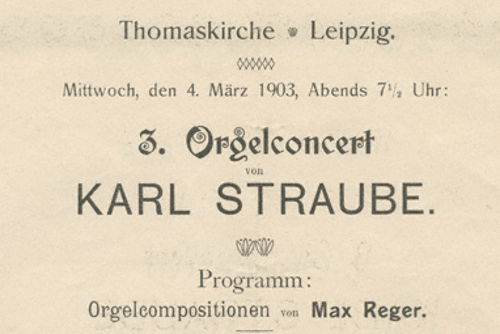 Thomaskirche Leipzig.
Mittwoch, den 4. März 1903, Abends 7½ Uhr:
3. Orgelconcert
von
KARL STRAUBE.
Programm:
Orgelcompositionen von Max Reger.